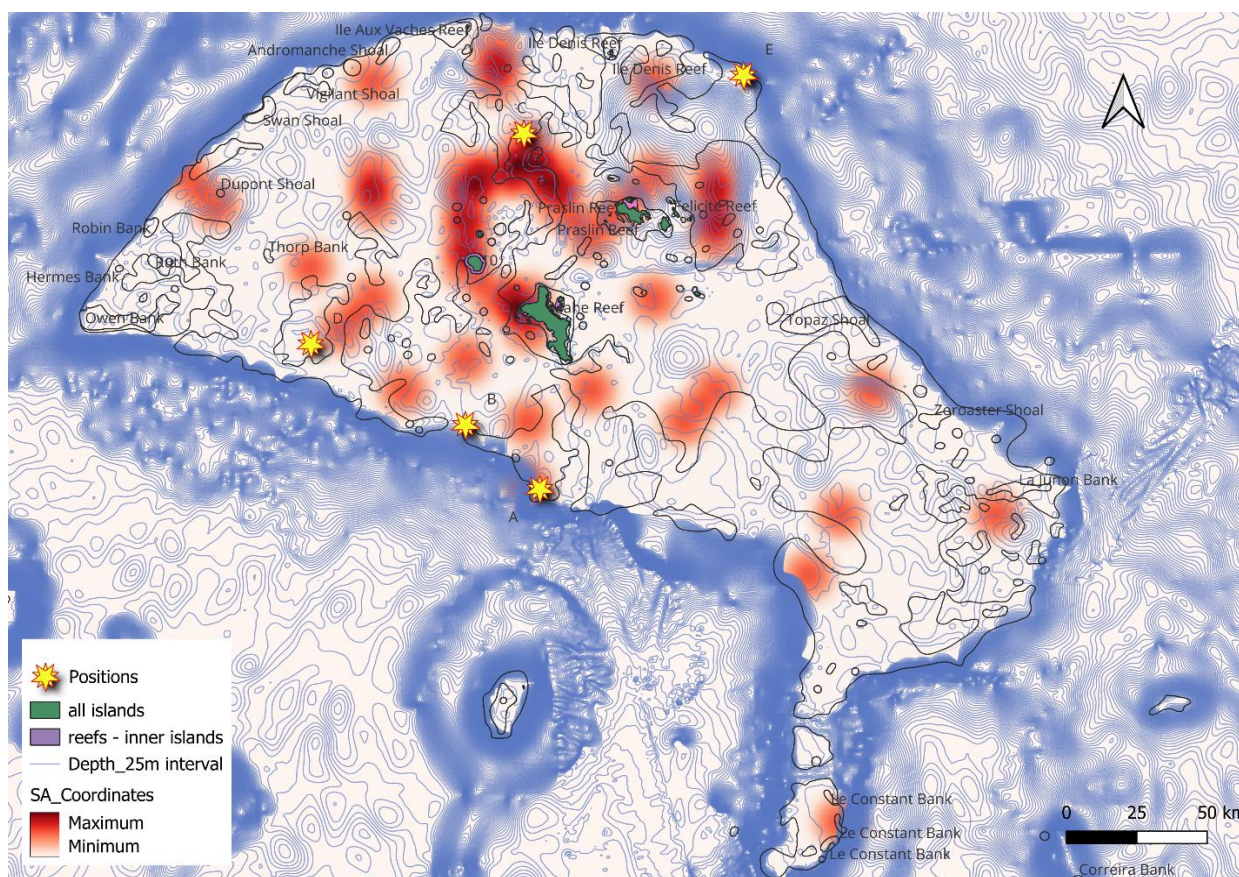 Ile Aux Vaches Reef
Ile Denis Reef
E
Andromanche Shoal
Ile Denis Reef
Vigilant Shoal
Swan Shoal
Dupont Shoal
Praslin Reef
Felicite Reef
Robin Bank
Praslin Reef
Thorp Bank
Roth Bank
Hermes Bank
Mahe Reef
Owen Bank
D
Topaz Shoal
B
Zoroaster Shoal
La Junon Bank
A
Positions
all islands
reefs - inner islands
Depth_25m interval
SA_Coordinates
Maximum
Minimum
Le Constant Bank
0 25 50 km
Le Constant Bank
Le Constant Bank
Correira Bank